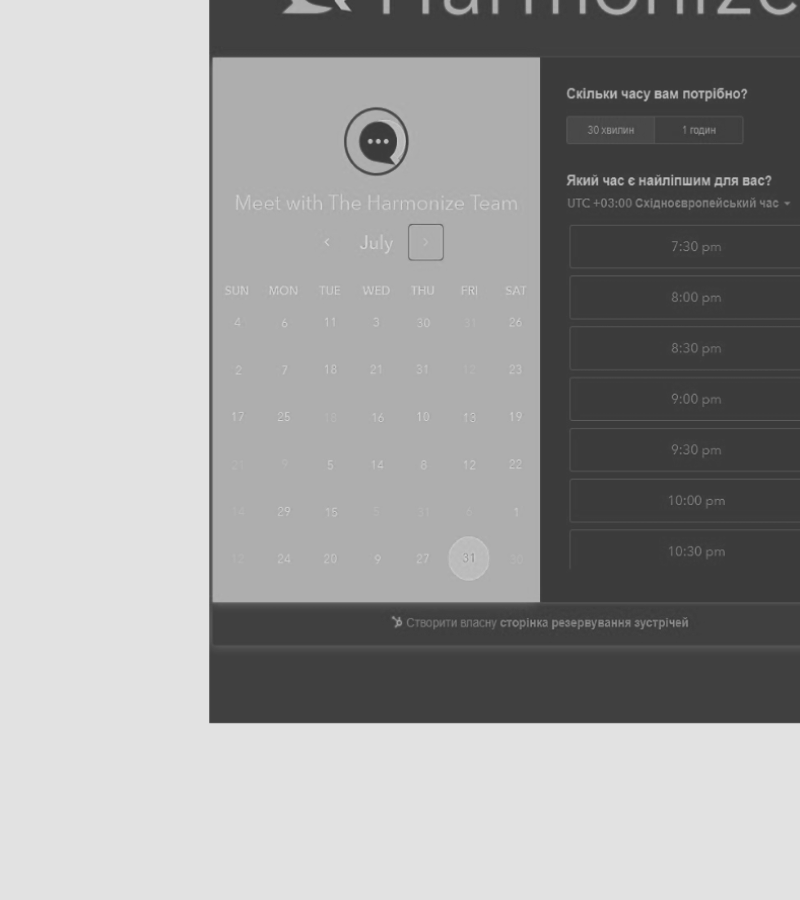 Harmonize
Meet with The Harmonize Team
July
SUN MON TUE WED THU FRI SAT
4 6 11 3 30 31 26
2 7 18 21 31 12 23
17 25 18 16 10 13 19
21 9 5 14 8 12 22
14 29 15 5 31 1
24 20 9 27 31
Скільки часу вам потрібно?
30 хвилин 1 годин
Який час є найліпшим для вас?
UTC +03:00 Східноєвропейський час
7:30 pm
8:00 pm
8:30 pm
9:00 pm
9:30 pm
10:00 pm
10:30 pm
Створити власну сторінка резервування зустрічей